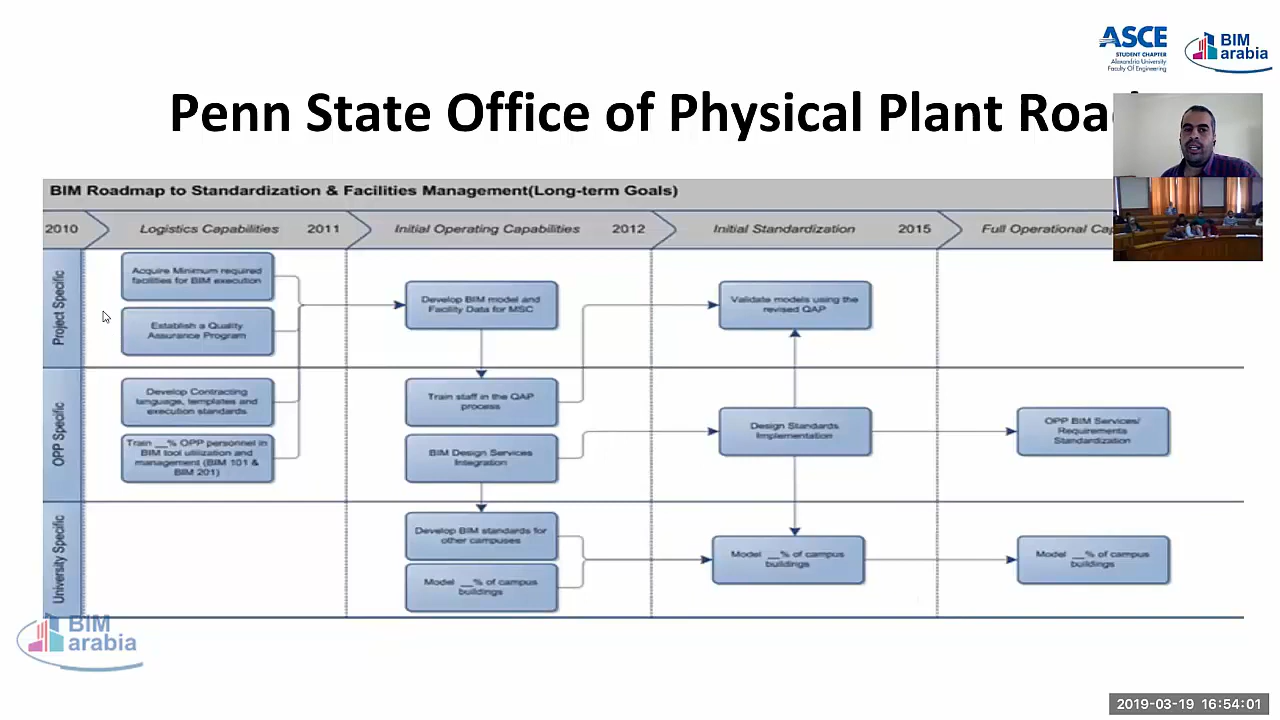 ASCE
STUDENT CHAPTER
Alexandria University
Faculty Of Engineering
BIM
arabia
Penn State Office of Physical Plant
BIM Roadmap to Standardization & Facilities Management(Long-term Goals)
2010
Logistics Capabilities
2011
Initial Operating Capabilities
2012
Initial Standardization
2015
Full Operational
Project Specific
Acquire Minimum required
facilities for BIM execution
Establish a Quality
Assurance Program
Develop BIM model and
Facility Data for MSC
Validate models using the
revised QAP
OPP Specific
Develop Contracting
language, templates and
execution standards.
Train __% OPP personnel in
BIM tool utilization and
management (BIM 101 &
BIM 201)
Train staff in the QAP
process
BIM Design Services
Integration
Design Standards
Implementation
OPP BIM Services/
Requirements
Standardization
University Specific
Develop BIM standards for
other campuses
Model __% of campus
buildings
Model __% of campus
buildings
Model __% of campus
buildings
BIM
arabia
2019-03-19 16:54:01